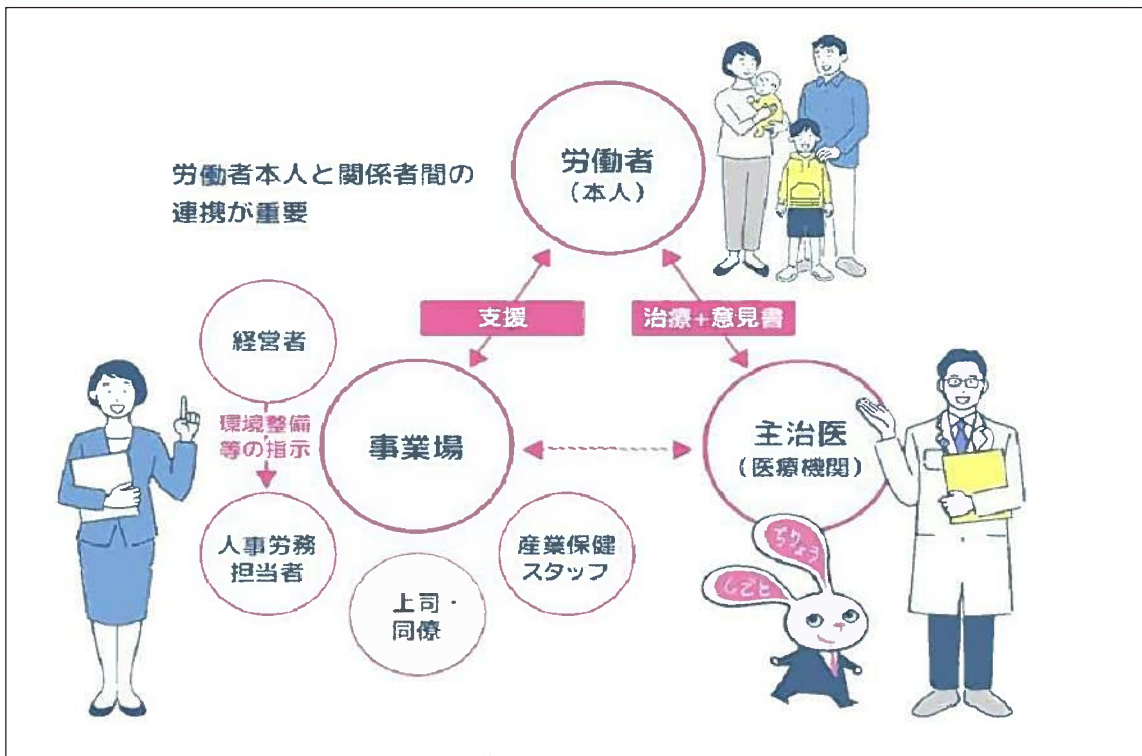 労働者本人と関係者間の
連携が重要
労働者
（本人）
支援
治療+意見書
経営者
環境整備
等の指示
事業場
主治医
（医療機関）
人事労務
担当者
上司・
同僚
産業保健
スタッフ
ちりょう
しごと